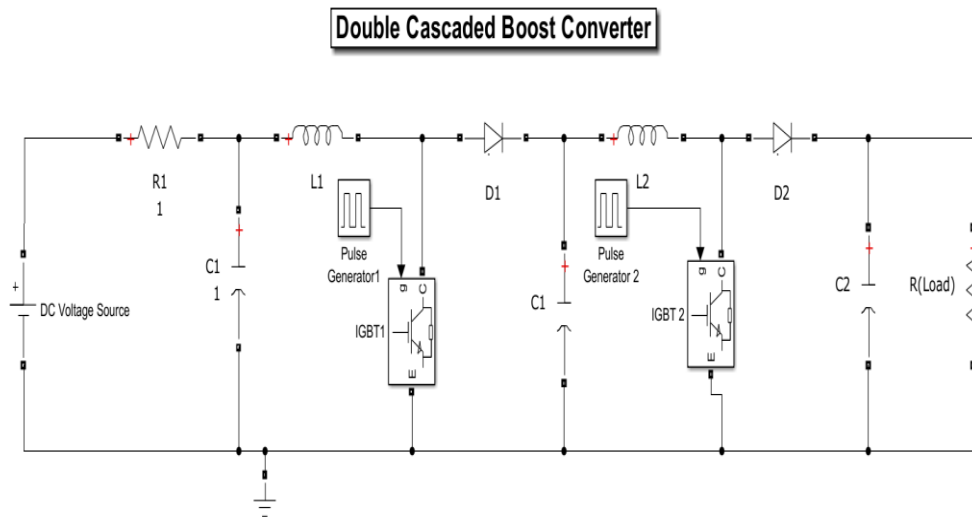 Double Cascaded Boost Converter
R1
1
L1
D1
L2
D2
Pulse
Generator1
Pulse
Generator 2
C1
1
C1
C2
R(Load)
+
DC Voltage Source
g
C
IGBT1
E
g
C
IGBT 2
E